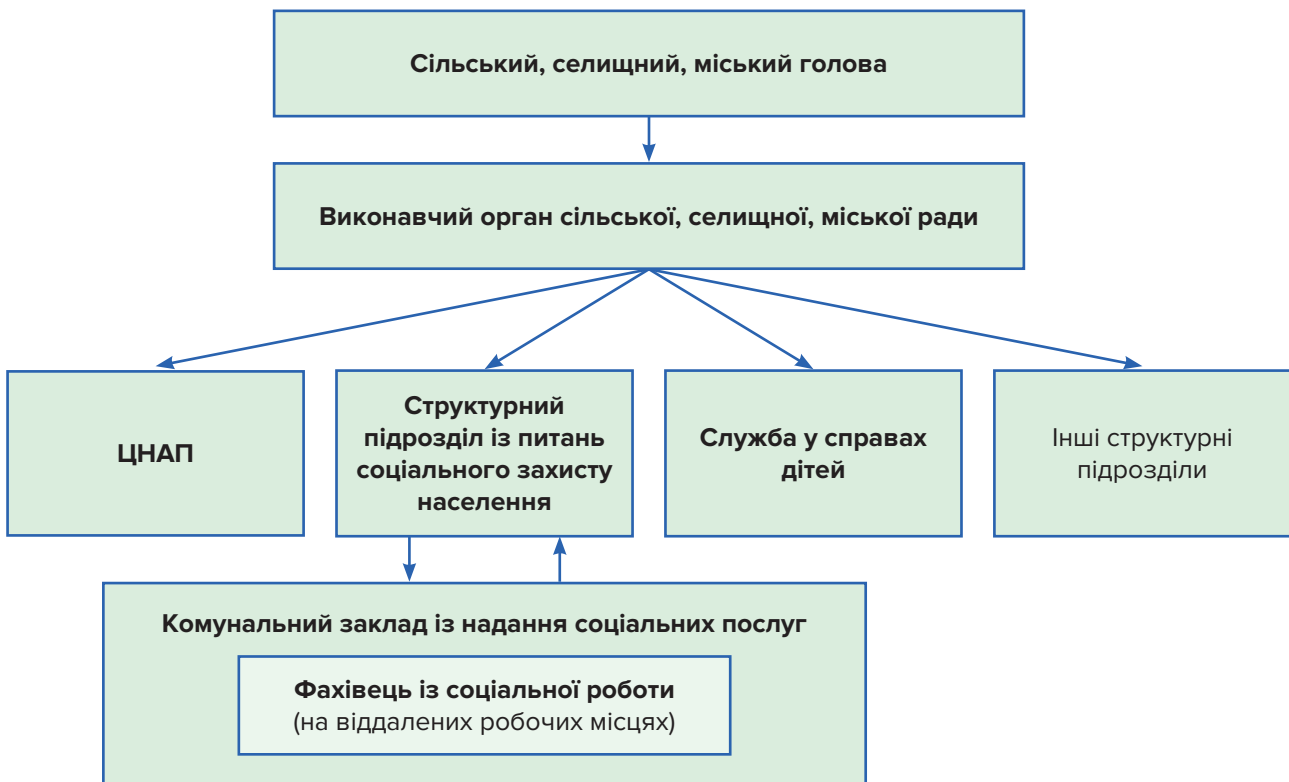 Сільський, селищний, міський голова
Виконавчий орган сільської, селищної, міської ради
ЦНАП
Структурний
підрозділ із питань
соціального захисту
населення
Служба у справах
дітей
Інші структурні
підрозділи
Комунальний заклад із надання соціальних послуг
Фахівець із соціальної роботи
(на віддалених робочих місцях)